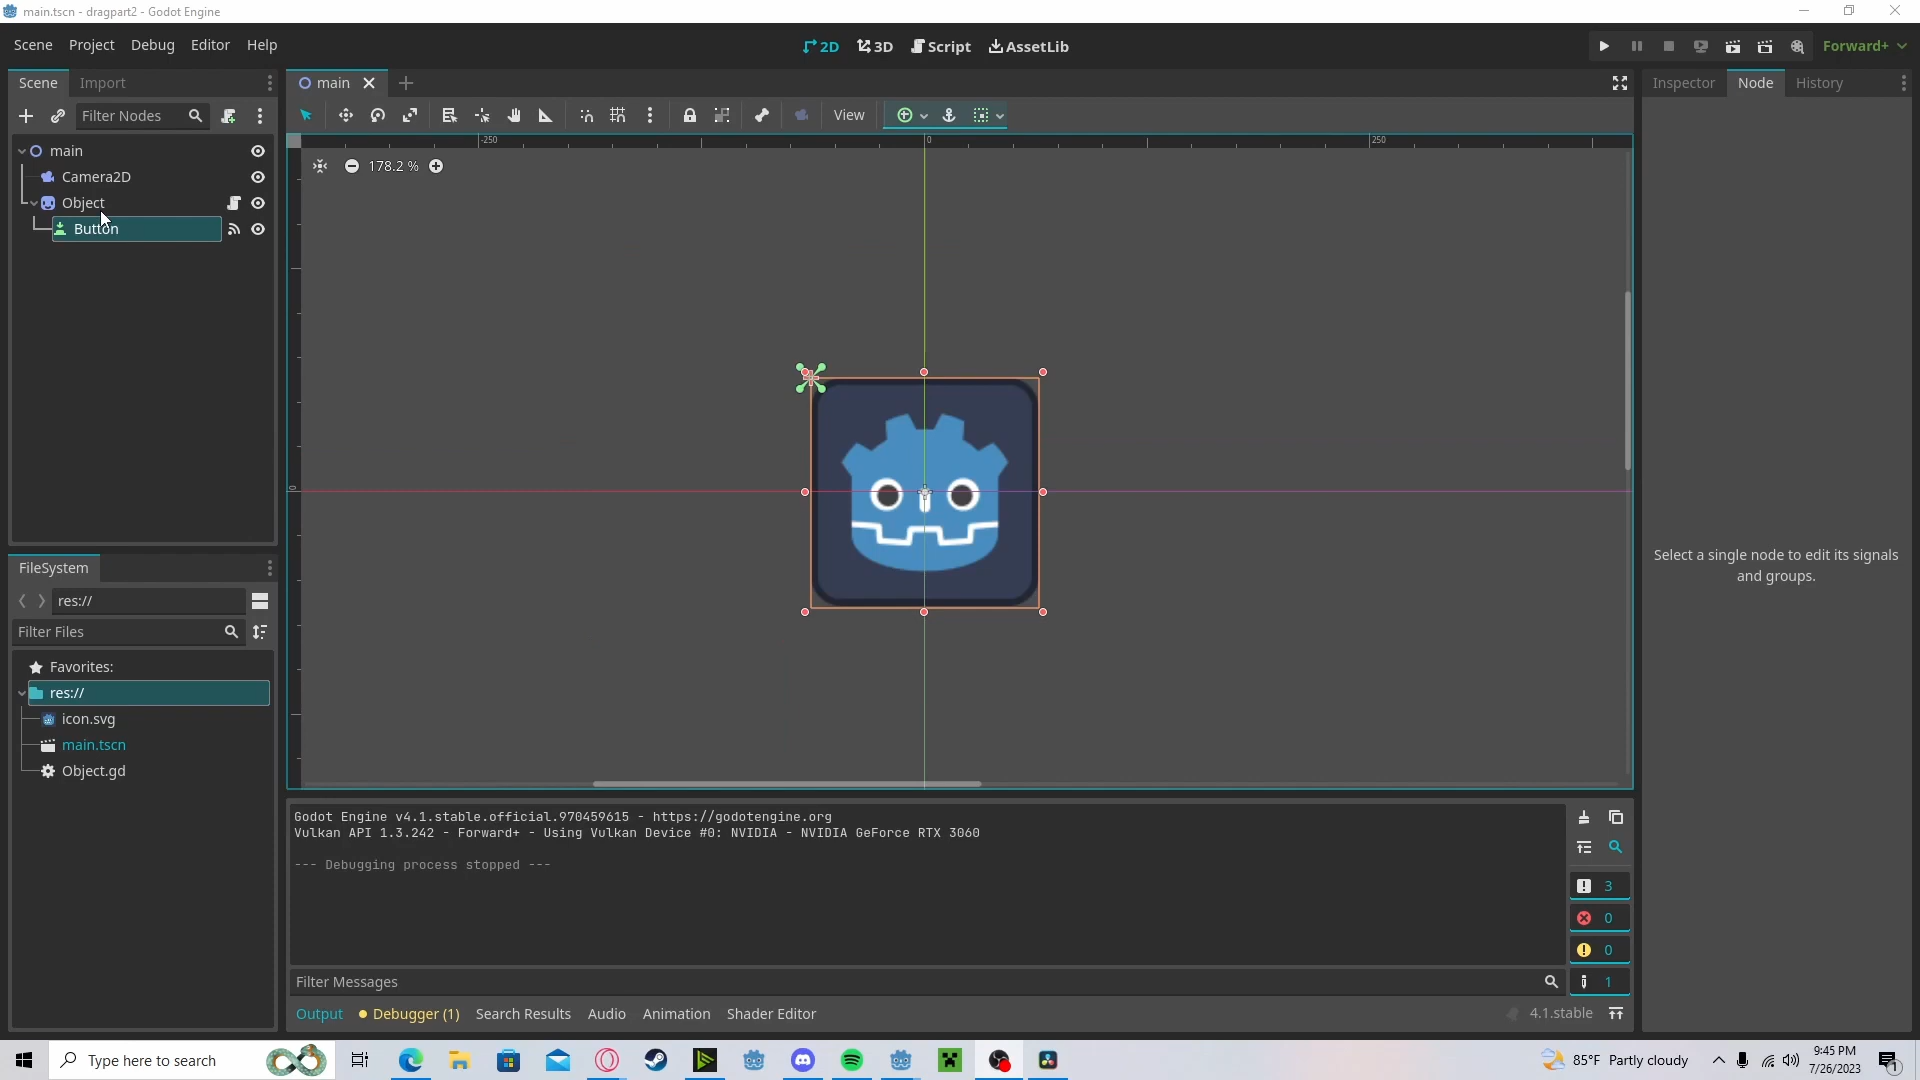 main.tscn - dragpart2 - Godot Engine
Scene Project Debug Editor Help
2D 3D Script AssetLib
Forward+
Scene Import
main
Inspector Node History
Filter Nodes
View
main
Camera2D
Object
Button
-250 0 250
178.2 %
0
Select a single node to edit its signals
and groups.
FileSystem
res://
Filter Files
Favorites:
res://
icon.svg
main.tscn
Object.gd
Godot Engine v4.1.stable.official.970459615 - https://godotengine.org
Vulkan API 1.3.242 - Forward+ - Using Vulkan Device #0: NVIDIA - NVIDIA GeForce RTX 3060
--- Debugging process stopped ---
3
0
0
1
Filter Messages
Output Debugger (1) Search Results Audio Animation Shader Editor
4.1.stable
Type here to search
85°F Partly cloudy
9:45 PM
7/26/2023
1